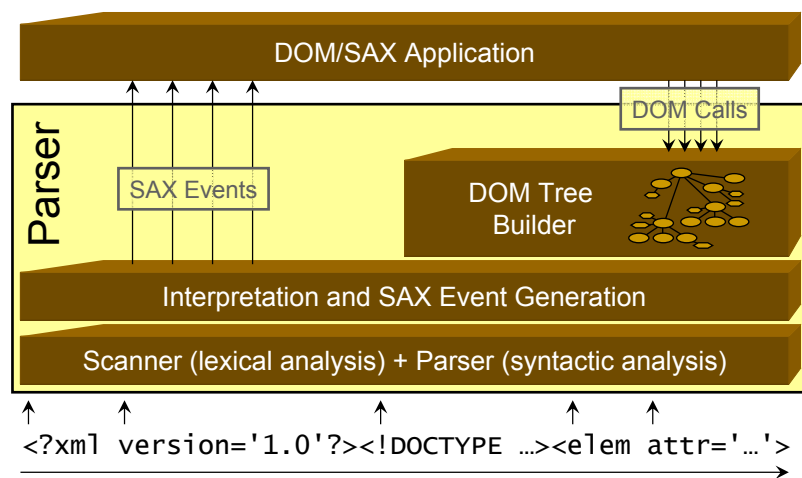 DOM/SAX Application
DOM Calls
Parser
SAX Events
DOM Tree
Builder
Interpretation and SAX Event Generation
Scanner (lexical analysis) + Parser (syntactic analysis)
<?xml version='1.0'?><!DOCTYPE …><elem attr='…'>